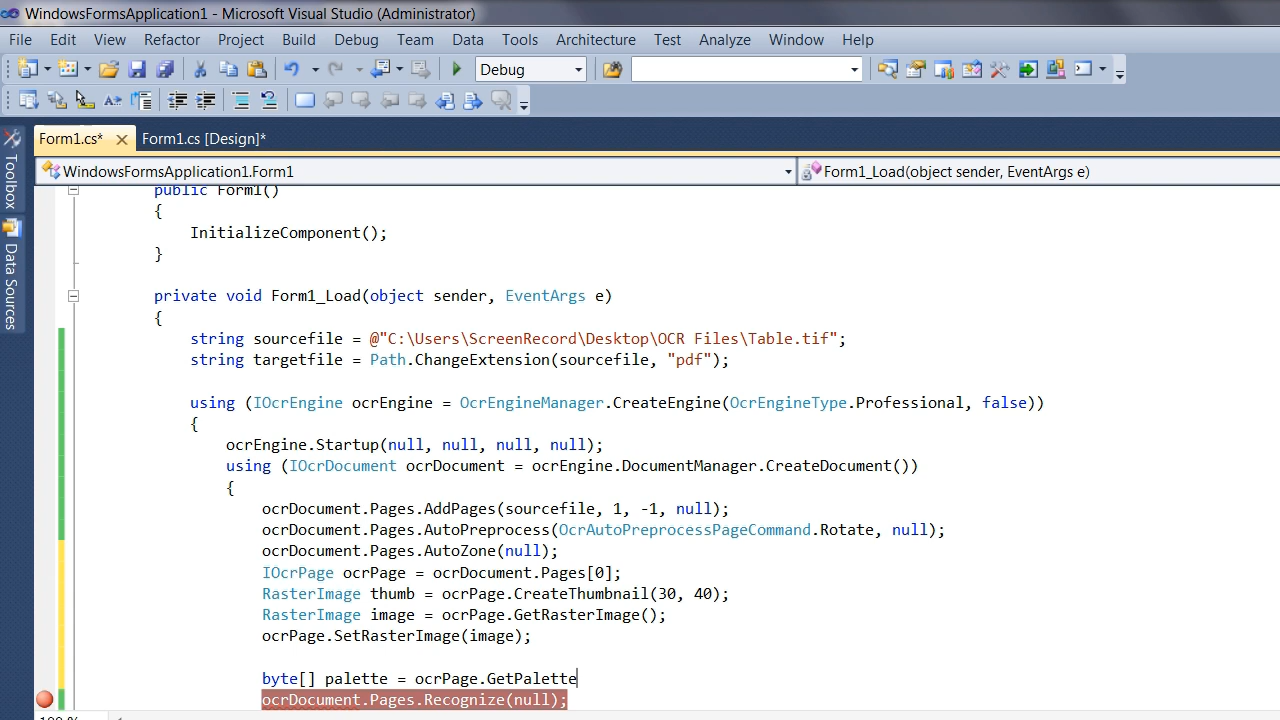 WindowsFormsApplication1 - Microsoft Visual Studio (Administrator)
File Edit View Refactor Project Build Debug Team Data Tools Architecture Test Analyze Window Help
Debug
Form1.cs* Form1.cs [Design]*
WindowsFormsApplication1.Form1 Form1_Load(object sender, EventArgs e)
Toolbox
Data Sources
public Form1()
{
InitializeComponent();
}
private void Form1_Load(object sender, EventArgs e)
{
string sourcefile = @"C:\Users\ScreenRecord\Desktop\OCR Files\Table.tif";
string targetfile = Path.ChangeExtension(sourcefile, "pdf");
using (IOcrEngine ocrEngine = OcrEngineManager.CreateEngine(OcrEngineType.Professional, false))
{
ocrEngine.Startup(null, null, null, null);
using (IOcrDocument ocrDocument = ocrEngine.DocumentManager.CreateDocument())
{
ocrDocument.Pages.AddPages(sourcefile, 1, -1, null);
ocrDocument.Pages.AutoPreprocess(OcrAutoPreprocessPageCommand.Rotate, null);
ocrDocument.Pages.AutoZone(null);
IOcrPage ocrPage = ocrDocument.Pages[0];
RasterImage thumb = ocrPage.CreateThumbnail(30, 40);
RasterImage image = ocrPage.GetRasterImage();
ocrPage.SetRasterImage(image);
byte[] palette = ocrPage.GetPalette
ocrDocument.Pages.Recognize(null);
100 %